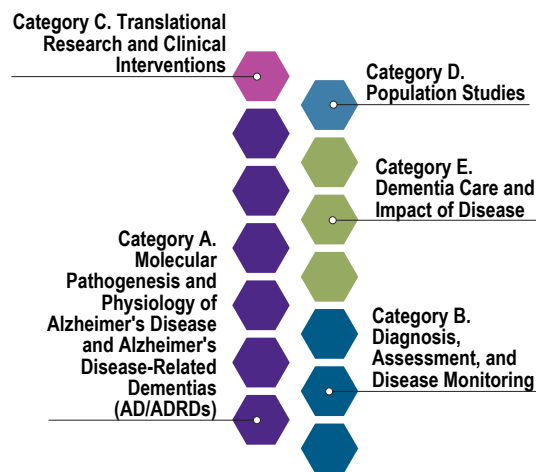 Category C. Translational
Research and Clinical
Interventions
Category D.
Population Studies
Category E.
Dementia Care and
Impact of Disease
Category A.
Molecular
Pathogenesis and
Physiology of
Alzheimer's Disease
and Alzheimer's
Disease-Related
Dementias
(AD/ADRDs)
Category B.
Diagnosis,
Assessment, and
Disease Monitoring